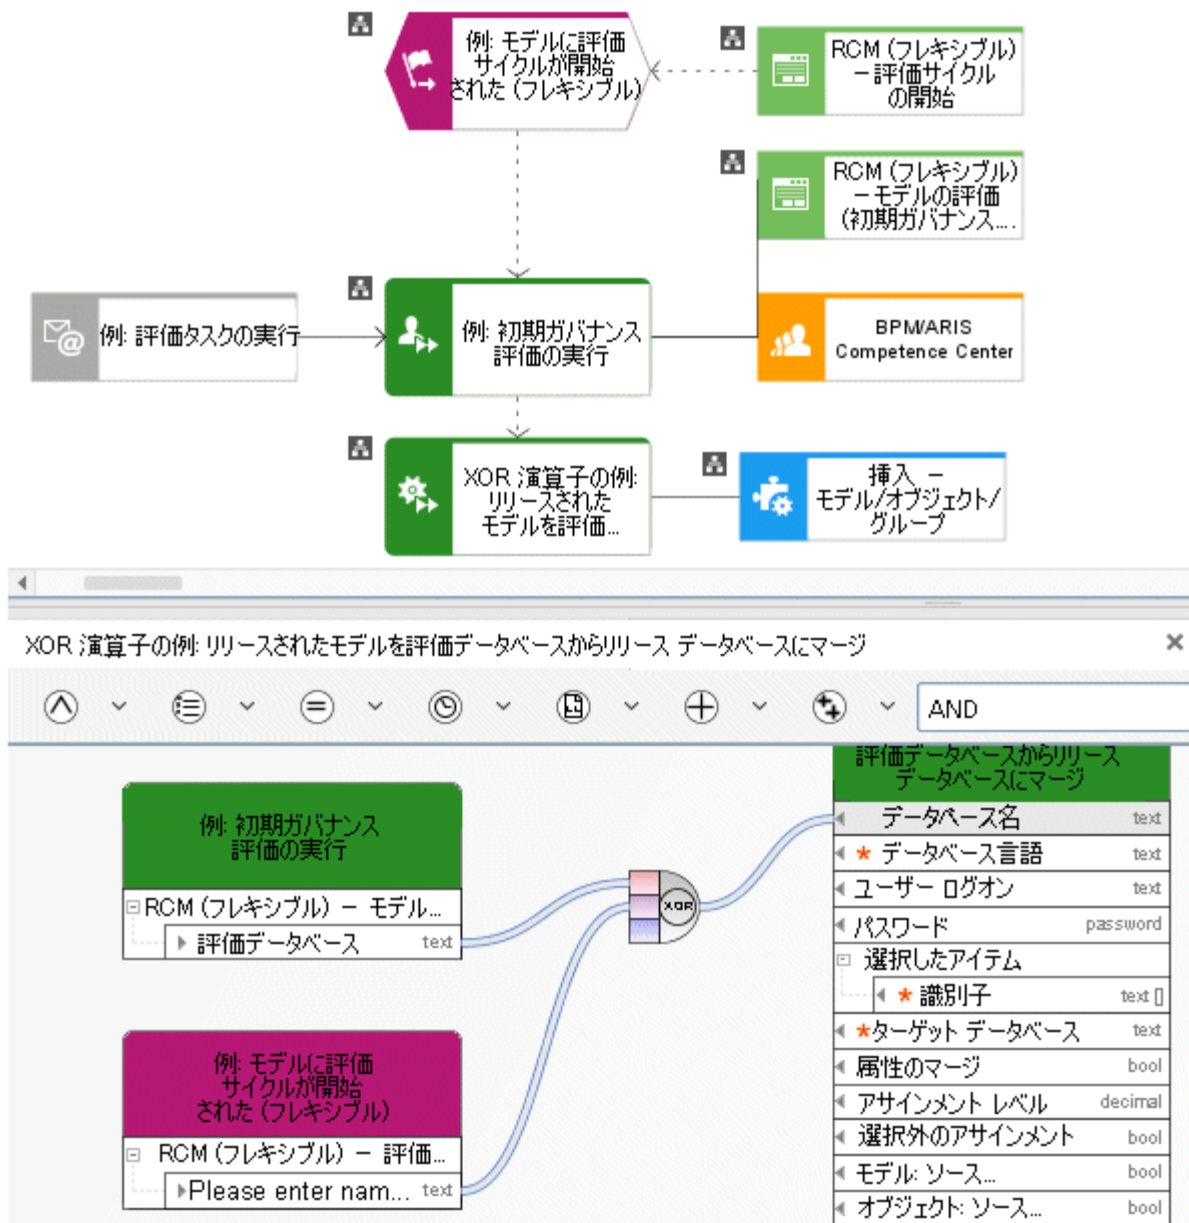 例: モデルに評価
サイクルが開始
された (フレキシブル)
RCM (フレキシブル)
– 評価サイクル
の開始
RCM (フレキシブル)
– モデルの評価
(初期ガバナンス....
例: 評価タスクの実行
例: 初期ガバナンス
評価の実行
BPM/ARIS
Competence Center
XOR 演算子の例:
リリースされた
モデルを評価...
挿入 –
モデル/オブジェクト/
グループ
XOR 演算子の例: リリースされたモデルを評価データベースからリリース データベースにマージ
AND
例: 初期ガバナンス
評価の実行
RCM (フレキシブル) – モデル...
評価データベース text
例: モデルに評価
サイクルが開始
された (フレキシブル)
RCM (フレキシブル) – 評価...
Please enter nam... text
XOR
評価データベースからリリース
データベースにマージ
データベース名 text
* データベース言語 text
ユーザー ログオン text
パスワード password
選択したアイテム
* 識別子 text []
*ターゲット データベース text
属性のマージ bool
アサインメント レベル decimal
選択外のアサインメント bool
モデル: ソース... bool
オブジェクト: ソース... bool